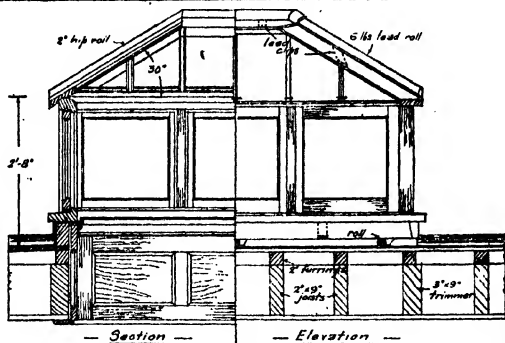 2" hip roll
30°
lead
clips
5 lbs lead roll
2'-8"
roll
2" furrings
2"x9"
joists
3"x9"
trimmer
— Section —
— Elevation —